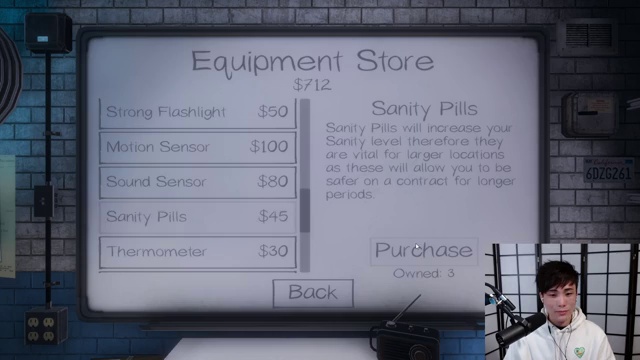 Equipment Store
$712
Strong Flashlight $50
Motion Sensor $100
Sound Sensor $80
Sanity Pills $45
Thermometer $30
Sanity Pills
Sanity Pills will increase your
Sanity level therefore they
are vital for larger locations
as these will allow you to be
safer on a contract for longer
periods.
Purchase
Owned: 3
Back
6DZG261